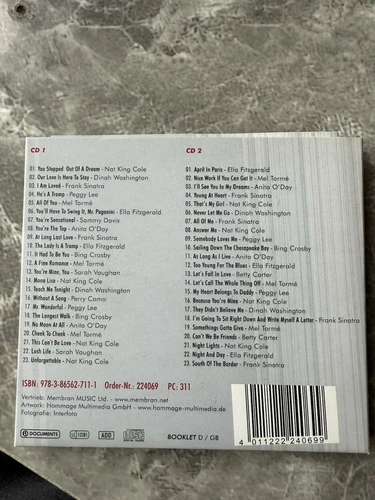 CD 1
01. You Stepped Out Of A Dream - Nat King Cole
02. Our Love Is Here To Stay - Dinah Washington
03. I Am Loved - Frank Sinatra
04. He's A Tramp - Peggy Lee
05. All Of You - Mel Tormé
06. You'll Have To Swing It, Mr. Paganini - Ella Fitzgerald
07. You're Sensational - Sammy Davis
08. You're The Top - Anita O'Day
09. At Long Last Love - Frank Sinatra
10. The Lady Is A Tramp - Ella Fitzgerald
11. It Had To Be You - Bing Crosby
12. A Fine Romance - Mel Tormé
13. You're Mine, You - Sarah Vaughan
14. Mona Lisa - Nat King Cole
15. Teach Me Tonight - Dinah Washington
16. Without A Song - Perry Como
17. Mr. Wonderful - Peggy Lee
18. The Longest Walk - Bing Crosby
19. No Moon At All - Anita O'Day
20. Cheek To Cheek - Mel Tormé
21. This Can't Be Love - Nat King Cole
22. Lush Life - Sarah Vaughan
23. Unforgettable - Nat King Cole
CD 2
01. April In Paris - Ella Fitzgerald
02. Nice Work If You Can Get It - Mel Tormé
03. I'll See You In My Dreams - Anita O'Day
04. Young At Heart - Frank Sinatra
05. That's My Girl - Nat King Cole
06. Never Let Me Go - Dinah Washington
07. All Of Me - Frank Sinatra
08. Answer Me - Nat King Cole
09. Somebody Loves Me - Peggy Lee
10. Sailing Down The Chesapeake Bay - Bing Crosby
11. As Long As I Live - Anita O'Day
12. Too Young For The Blues - Ella Fitzgerald
13. Let's Fall In Love - Betty Carter
14. Let's Call The Whole Thing Off - Mel Tormé
15. My Heart Belongs To Daddy - Peggy Lee
16. Because You're Mine - Nat King Cole
17. They Didn't Believe Me - Dinah Washington
18. I'm Going To Sit Right Down And Write Myself A Letter - Frank Sinatra
19. Somethings Gotta Give - Mel Tormé
20. Can't We Be Friends - Betty Carter
21. Night Lights - Nat King Cole
22. Night And Day - Ella Fitzgerald
23. South Of The Border - Frank Sinatra
ISBN: 978-3-86562-711-1 Order-Nr.: 224069 PC: 311
Vertrieb: Membran MUSIC Ltd. - www.membran.net
Artwork: Hommage Multimedia GmbH - www.hommage-multimedia.de
Fotografie: Interfoto
DOCUMENTS
LC 12281
ADD
BOOKLET D / GB
4 011222 240699